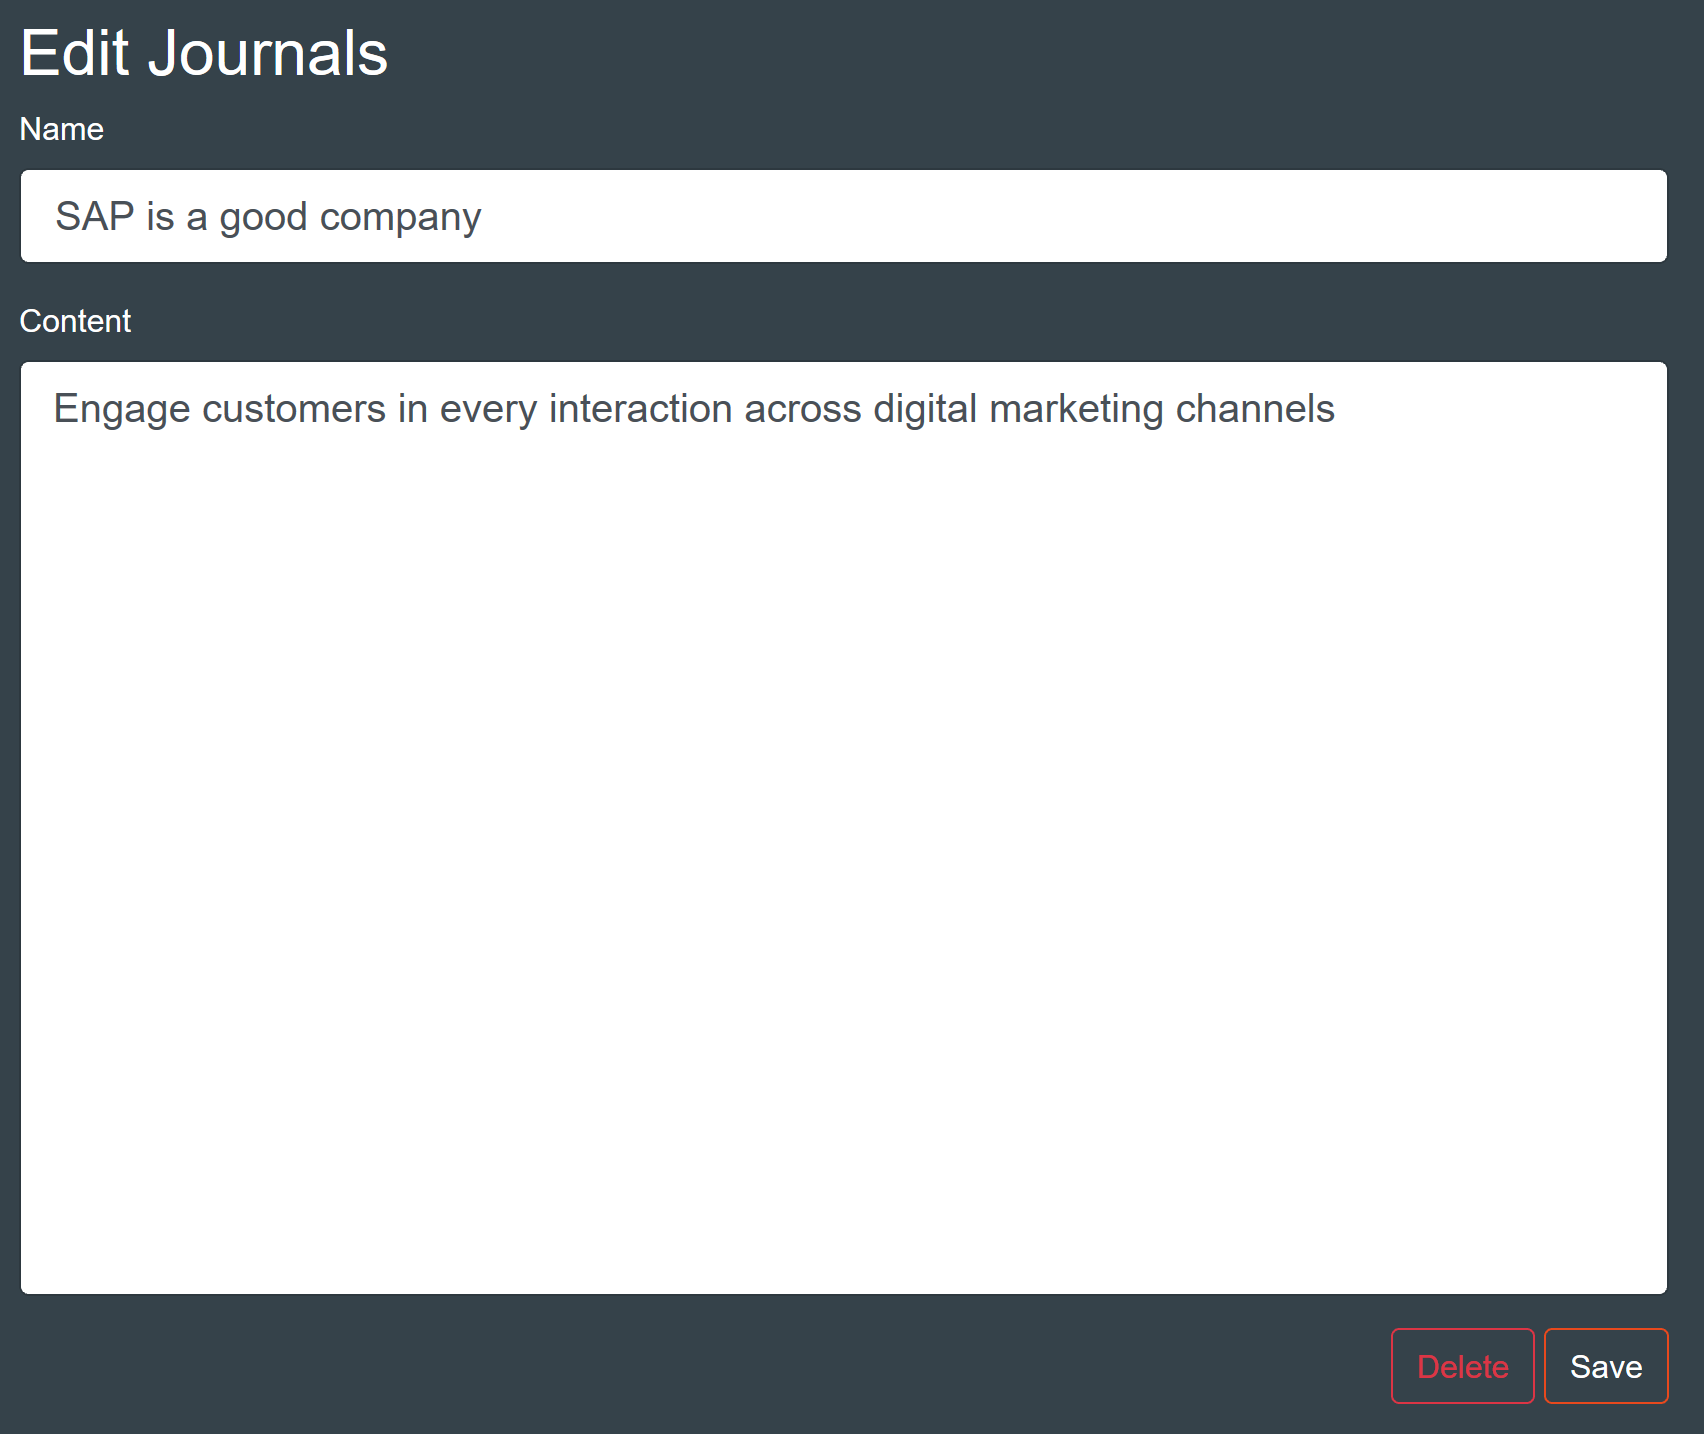 Edit Journals
Name
SAP is a good company
Content
Engage customers in every interaction across digital marketing channels
Delete Save